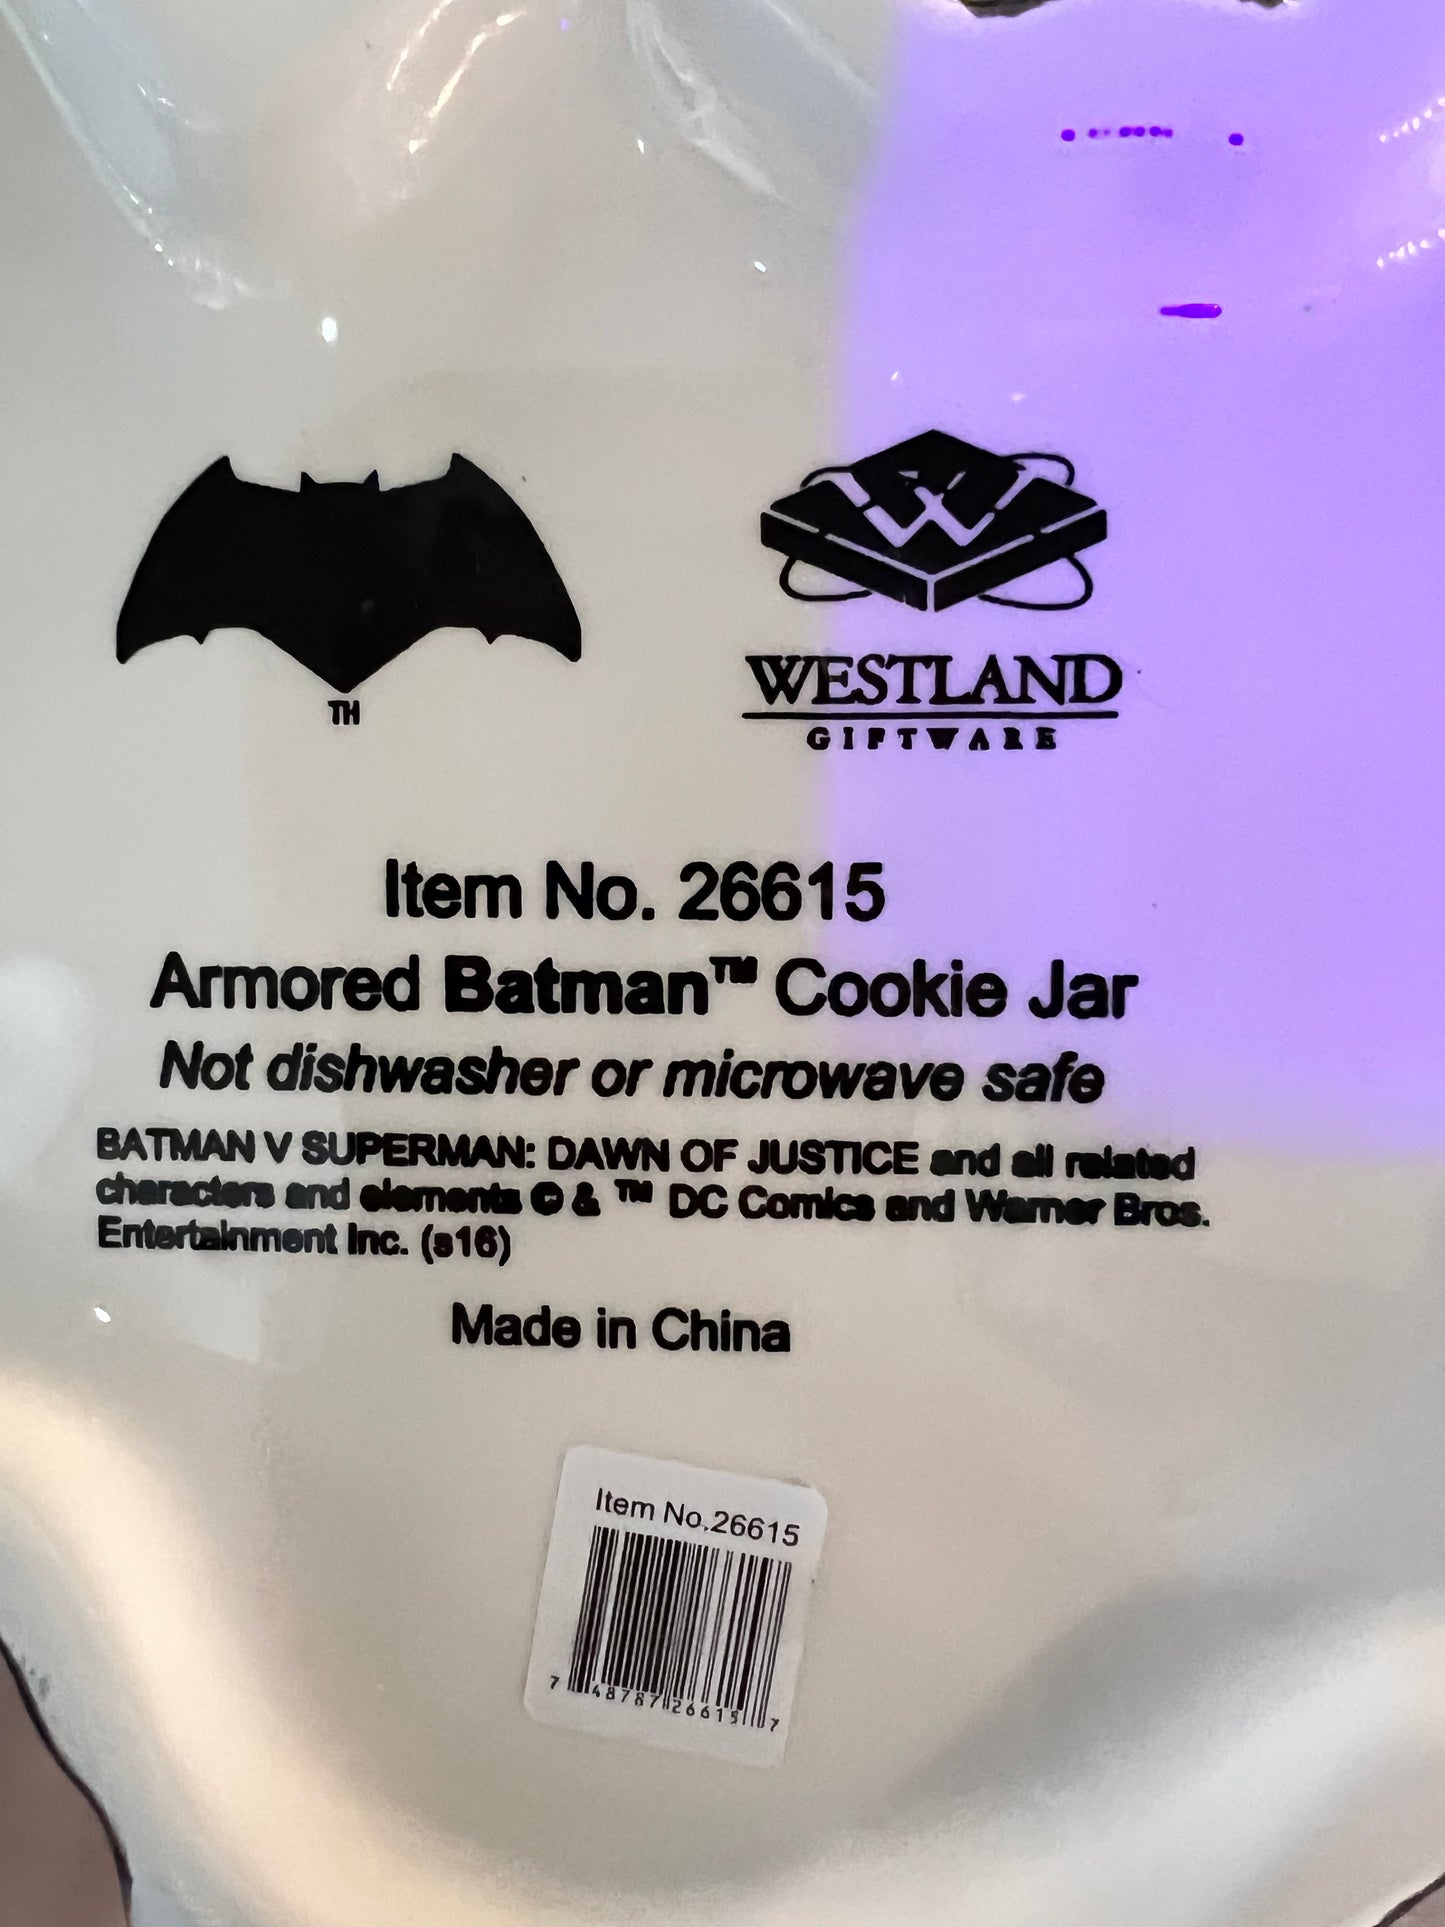 TM
W
WESTLAND
GIFTWARE
Item No. 26615
Armored Batman™ Cookie Jar
Not dishwasher or microwave safe
BATMAN V SUPERMAN: DAWN OF JUSTICE and all related
characters and elements © & ™ DC Comics and Warner Bros.
Entertainment Inc. (s16)
Made in China
Item No.26615
7 48787 26615 7